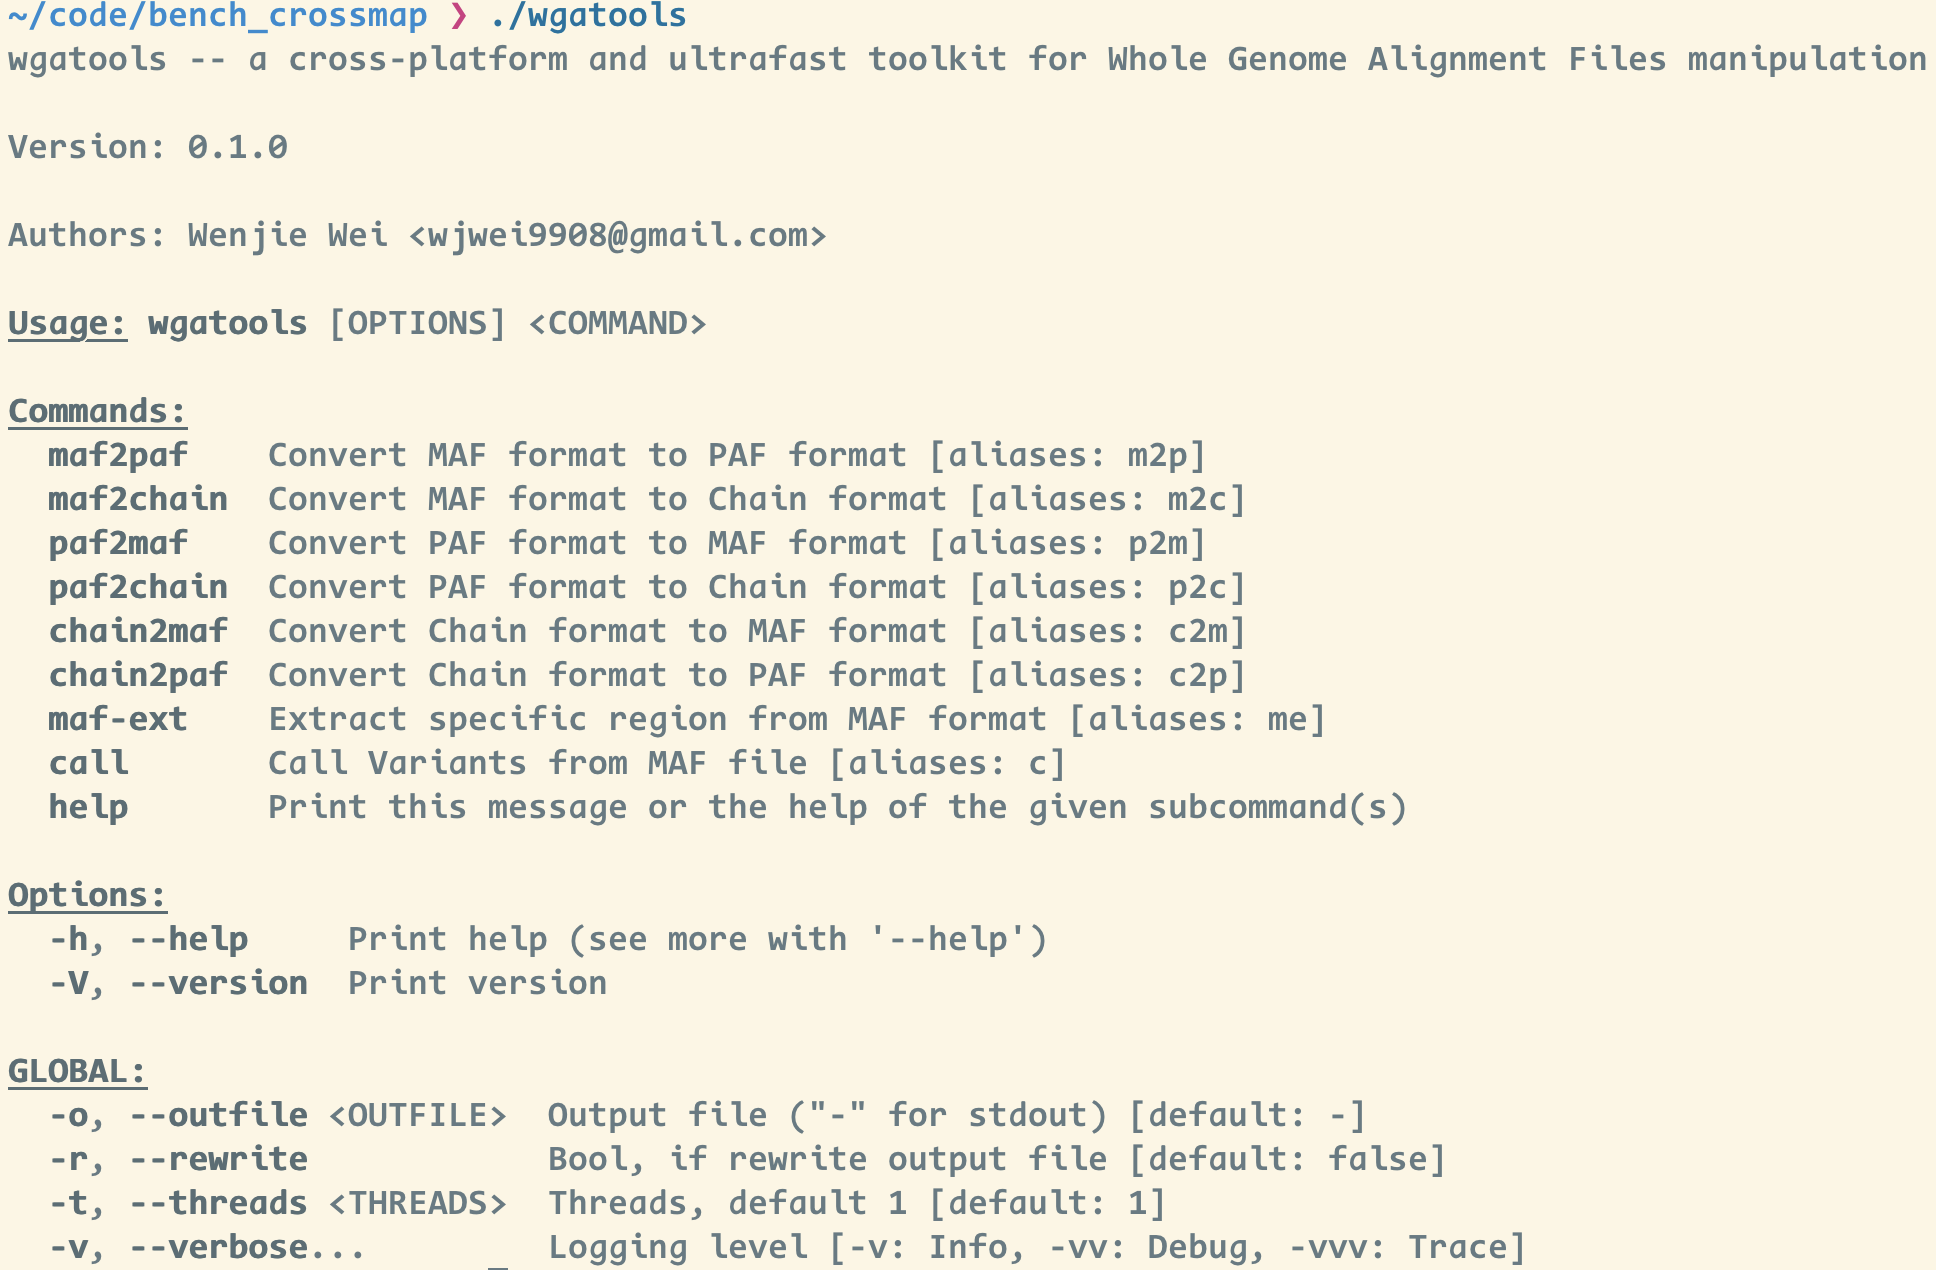 ~/code/bench_crossmap ❯ ./wgatools
wgatools -- a cross-platform and ultrafast toolkit for Whole Genome Alignment Files manipulation

Version: 0.1.0

Authors: Wenjie Wei <wjwei9908@gmail.com>

Usage: wgatools [OPTIONS] <COMMAND>

Commands:
  maf2paf    Convert MAF format to PAF format [aliases: m2p]
  maf2chain  Convert MAF format to Chain format [aliases: m2c]
  paf2maf    Convert PAF format to MAF format [aliases: p2m]
  paf2chain  Convert PAF format to Chain format [aliases: p2c]
  chain2maf  Convert Chain format to MAF format [aliases: c2m]
  chain2paf  Convert Chain format to PAF format [aliases: c2p]
  maf-ext    Extract specific region from MAF format [aliases: me]
  call       Call Variants from MAF file [aliases: c]
  help       Print this message or the help of the given subcommand(s)

Options:
  -h, --help     Print help (see more with '--help')
  -V, --version  Print version

GLOBAL:
  -o, --outfile <OUTFILE>  Output file ("-" for stdout) [default: -]
  -r, --rewrite            Bool, if rewrite output file [default: false]
  -t, --threads <THREADS>  Threads, default 1 [default: 1]
  -v, --verbose...         Logging level [-v: Info, -vv: Debug, -vvv: Trace]